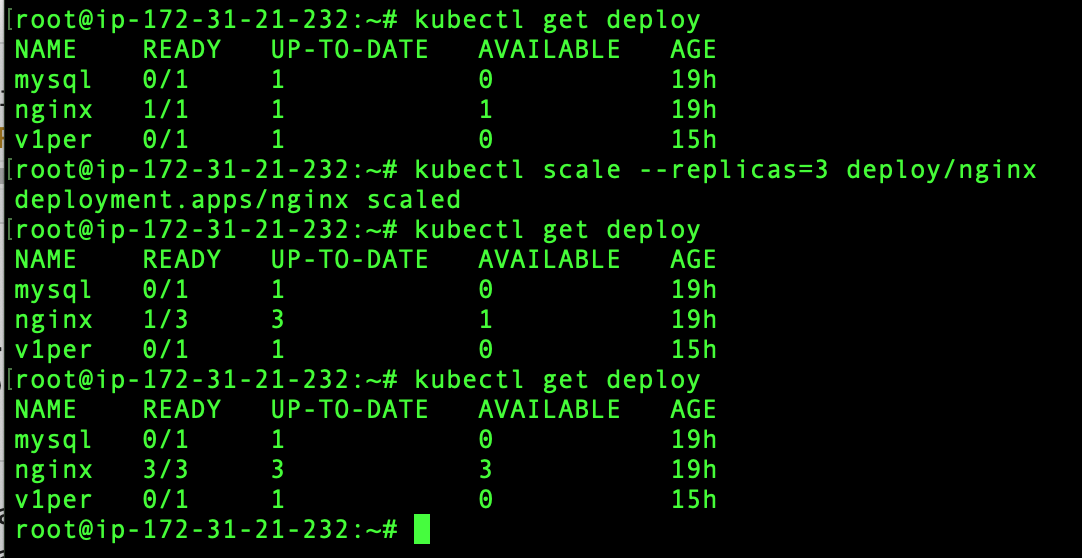 [root@ip-172-31-21-232:~# kubectl get deploy
NAME    READY   UP-TO-DATE   AVAILABLE   AGE
mysql   0/1     1            0           19h
nginx   1/1     1            1           19h
v1per   0/1     1            0           15h
[root@ip-172-31-21-232:~# kubectl scale --replicas=3 deploy/nginx
deployment.apps/nginx scaled
[root@ip-172-31-21-232:~# kubectl get deploy
NAME    READY   UP-TO-DATE   AVAILABLE   AGE
mysql   0/1     1            0           19h
nginx   1/3     3            1           19h
v1per   0/1     1            0           15h
[root@ip-172-31-21-232:~# kubectl get deploy
NAME    READY   UP-TO-DATE   AVAILABLE   AGE
mysql   0/1     1            0           19h
nginx   3/3     3            3           19h
v1per   0/1     1            0           15h
root@ip-172-31-21-232:~#